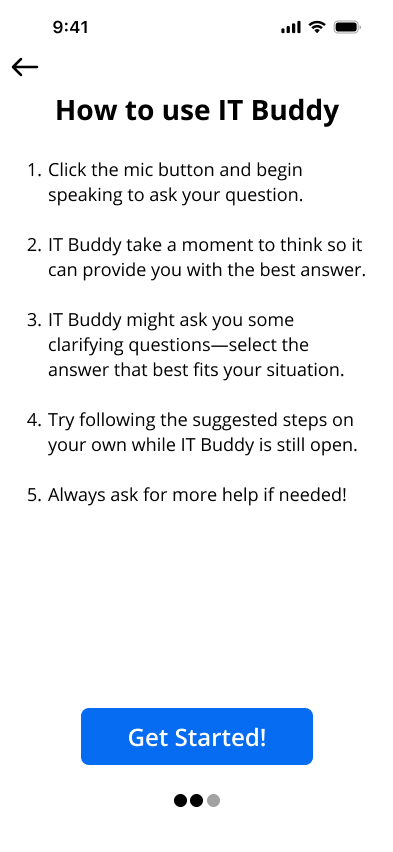 9:41
How to use IT Buddy
1. Click the mic button and begin
speaking to ask your question.
2. IT Buddy take a moment to think so it
can provide you with the best answer.
3. IT Buddy might ask you some
clarifying questions—select the
answer that best fits your situation.
4. Try following the suggested steps on
your own while IT Buddy is still open.
5. Always ask for more help if needed!
Get Started!